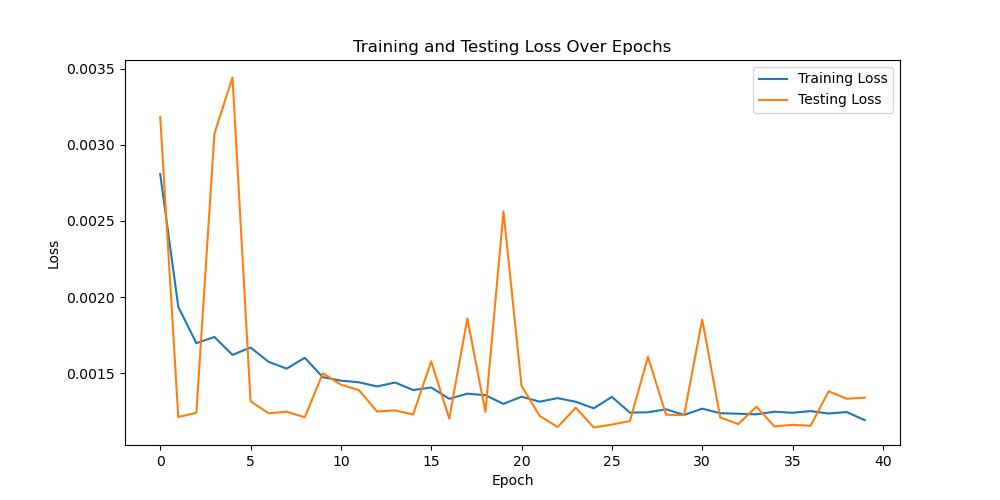 Training and Testing Loss Over Epochs
Training Loss
Testing Loss
0.0035
0.0030
0.0025
0.0020
0.0015
Loss
0 5 10 15 20 25 30 35 40
Epoch